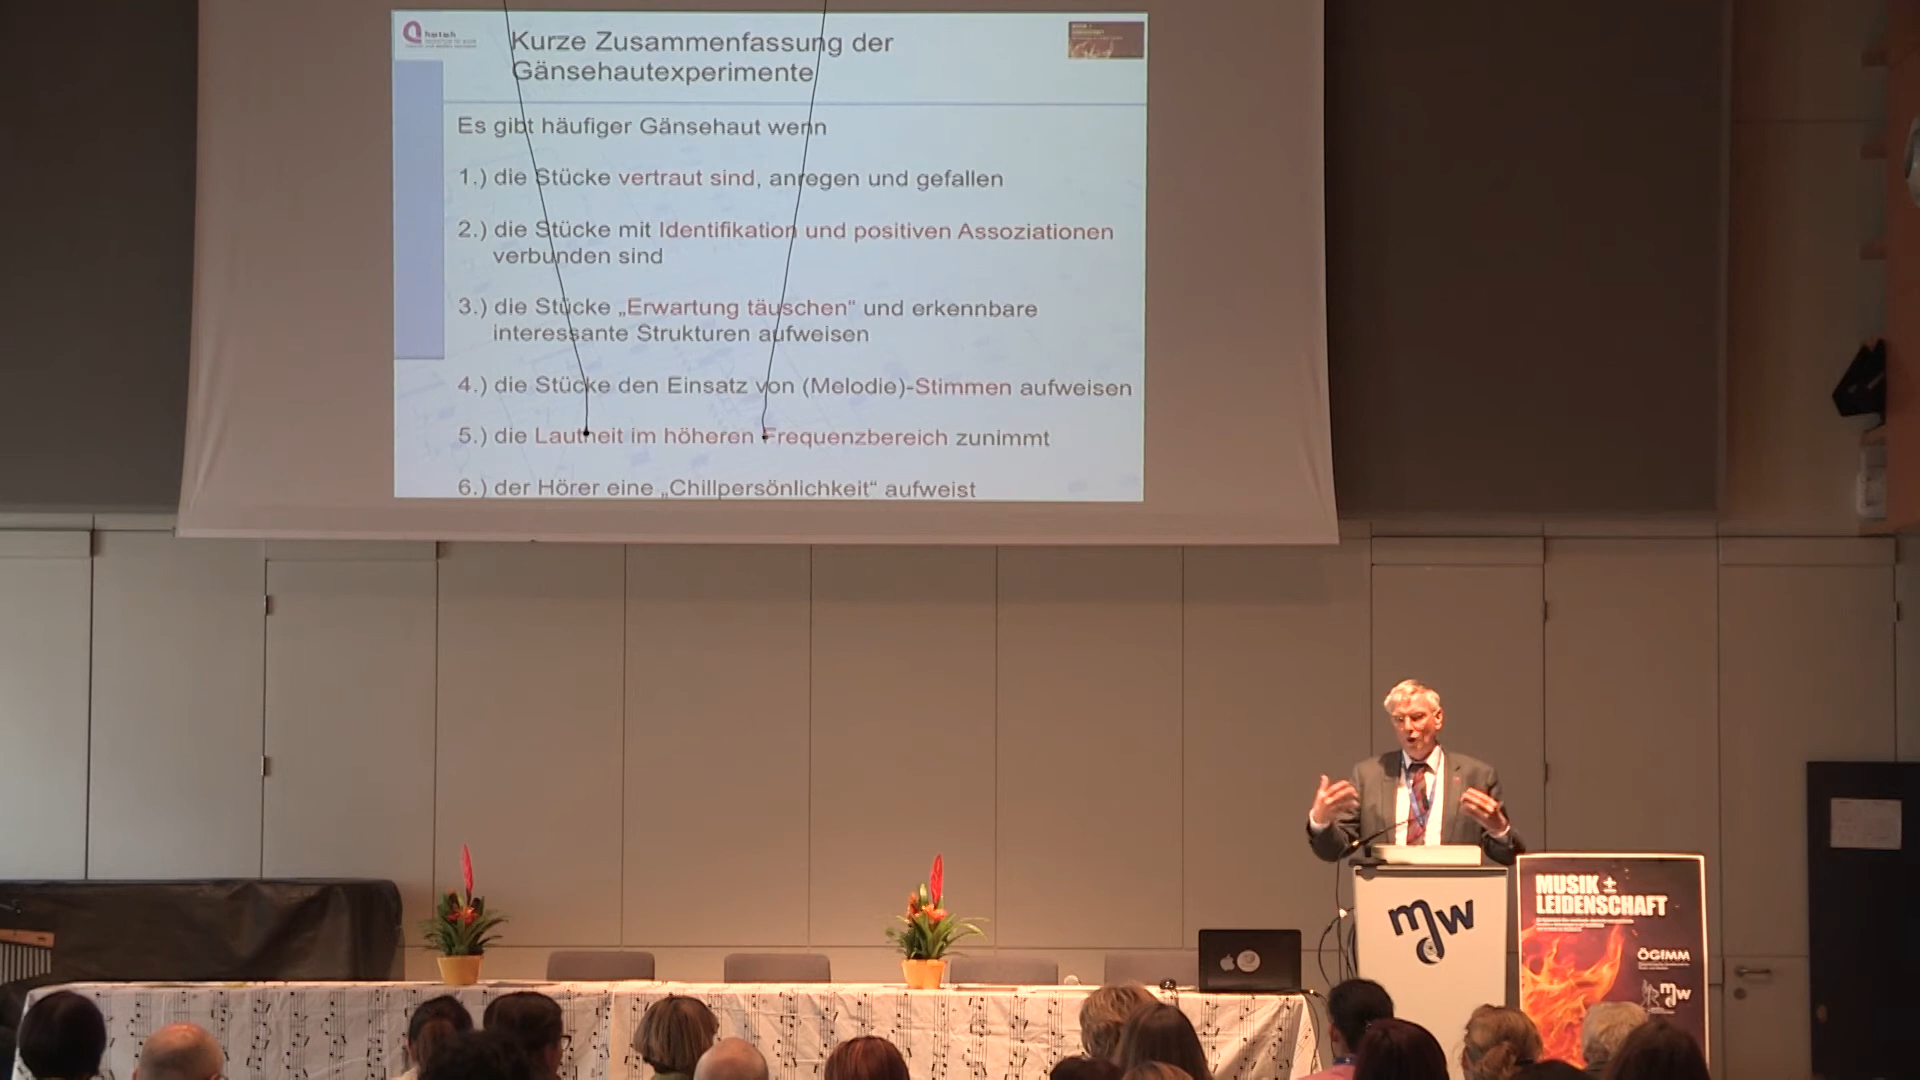 Kurze Zusammenfassung der
Gänsehautexperimente
Es gibt häufiger Gänsehaut wenn
1.) die Stücke vertraut sind, anregen und gefallen
2.) die Stücke mit Identifikation und positiven Assoziationen
verbunden sind
3.) die Stücke „Erwartung täuschen“ und erkennbare
interessante Strukturen aufweisen
4.) die Stücke den Einsatz von (Melodie)-Stimmen aufweisen
5.) die Lautheit im höheren Frequenzbereich zunimmt
6.) der Hörer eine „Chillpersönlichkeit“ aufweist
mdw
MUSIK ±
LEIDENSCHAFT
ÖGIMM
mdw